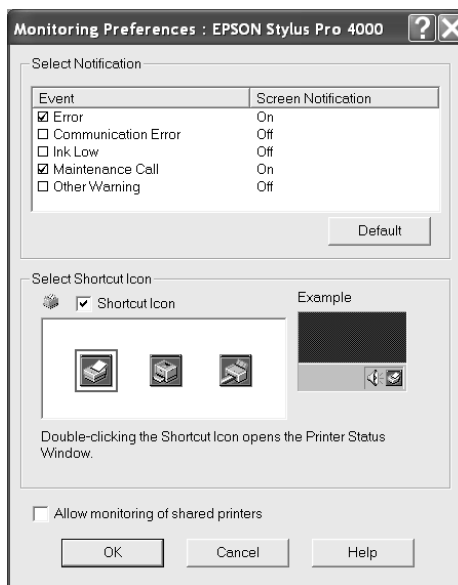 Monitoring Preferences : EPSON Stylus Pro 4000
Select Notification
Event Screen Notification
Error On
Communication Error Off
Ink Low Off
Maintenance Call On
Other Warning Off
Default
Select Shortcut Icon
Shortcut Icon
Example
Double-clicking the Shortcut Icon opens the Printer Status
Window.
Allow monitoring of shared printers
OK Cancel Help